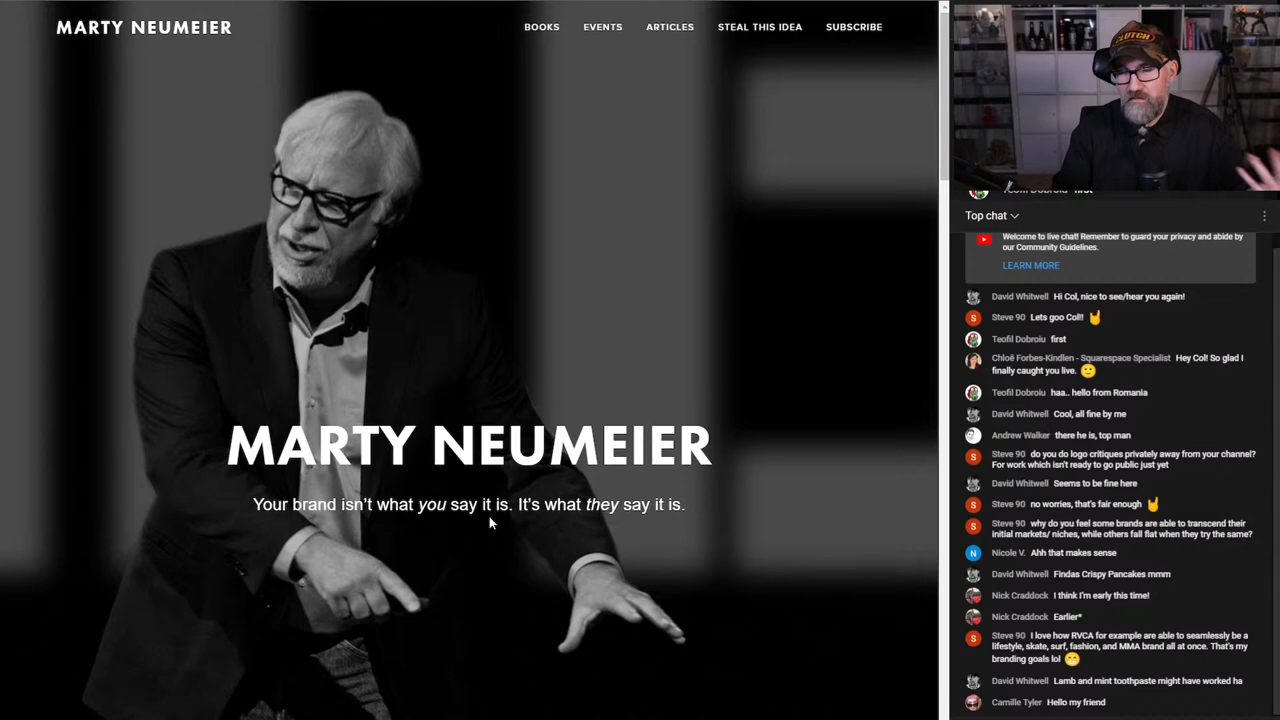 MARTY NEUMEIER
BOOKS EVENTS ARTICLES STEAL THIS IDEA SUBSCRIBE
MARTY NEUMEIER
Your brand isn't what you say it is. It's what they say it is.
CLUTCH
first
Top chat
Welcome to live chat! Remember to guard your privacy and abide by
our Community Guidelines.
LEARN MORE
David Whitwell Hi Col, nice to see/hear you again!
S Steve 90 Lets goo Col!! 🤘
Teofil Dobroiu first
Chloë Forbes-Kindlen - Squarespace Specialist Hey Col! So glad I
finally caught you live. 🙂
Teofil Dobroiu haa.. hello from Romania
David Whitwell Cool, all fine by me
Andrew Walker there he is, top man
S Steve 90 do you do logo critiques privately away from your channel?
For work which isn't ready to go public just yet
David Whitwell Seems to be fine here
S Steve 90 no worries, that's fair enough 🤘
S Steve 90 why do you feel some brands are able to transcend their
initial markets/ niches, while others fall flat when they try the same?
N Nicole V. Ahh that makes sense
David Whitwell Findas Crispy Pancakes mmm
Nick Craddock I think I'm early this time!
Nick Craddock Earlier*
S Steve 90 I love how RVCA for example are able to seamlessly be a
lifestyle, skate, surf, fashion, and MMA brand all at once. That's my
branding goals lol 😁
David Whitwell Lamb and mint toothpaste might have worked ha
Camille Tyler Hello my friend